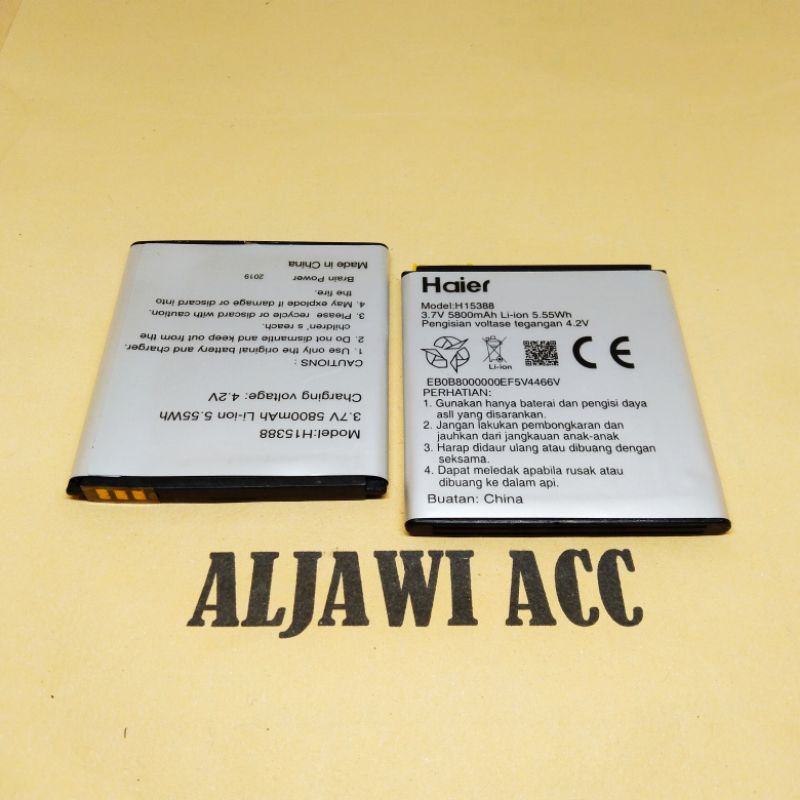 Model:H15388
3.7V 5800mAh Li-ion 5.55Wh
Charging voltage: 4.2V
CAUTIONS :
1. Use only the original battery and charger.
2. Do not dismantle and keep out from the
children's reach.
3. Please recycle or discard with caution.
4. May explode if damage or discard into
the fire.
Brain Power 2019
Made in China
Haier
Model:H15388
3.7V 5800mAh Li-ion 5.55Wh
Pengisian voltase tegangan 4.2V
Li-ion
CE
EB0B8000000EF5V4466V
PERHATIAN:
1. Gunakan hanya baterai dan pengisi daya
asll yang disarankan.
2. Jangan lakukan pembongkaran dan
jauhkan dari jangkauan anak-anak
3. Harap didaur ulang atau dibuang dengan
seksama.
4. Dapat meledak apabila rusak atau
dibuang ke dalam api.
Buatan: China
ALJAWI ACC